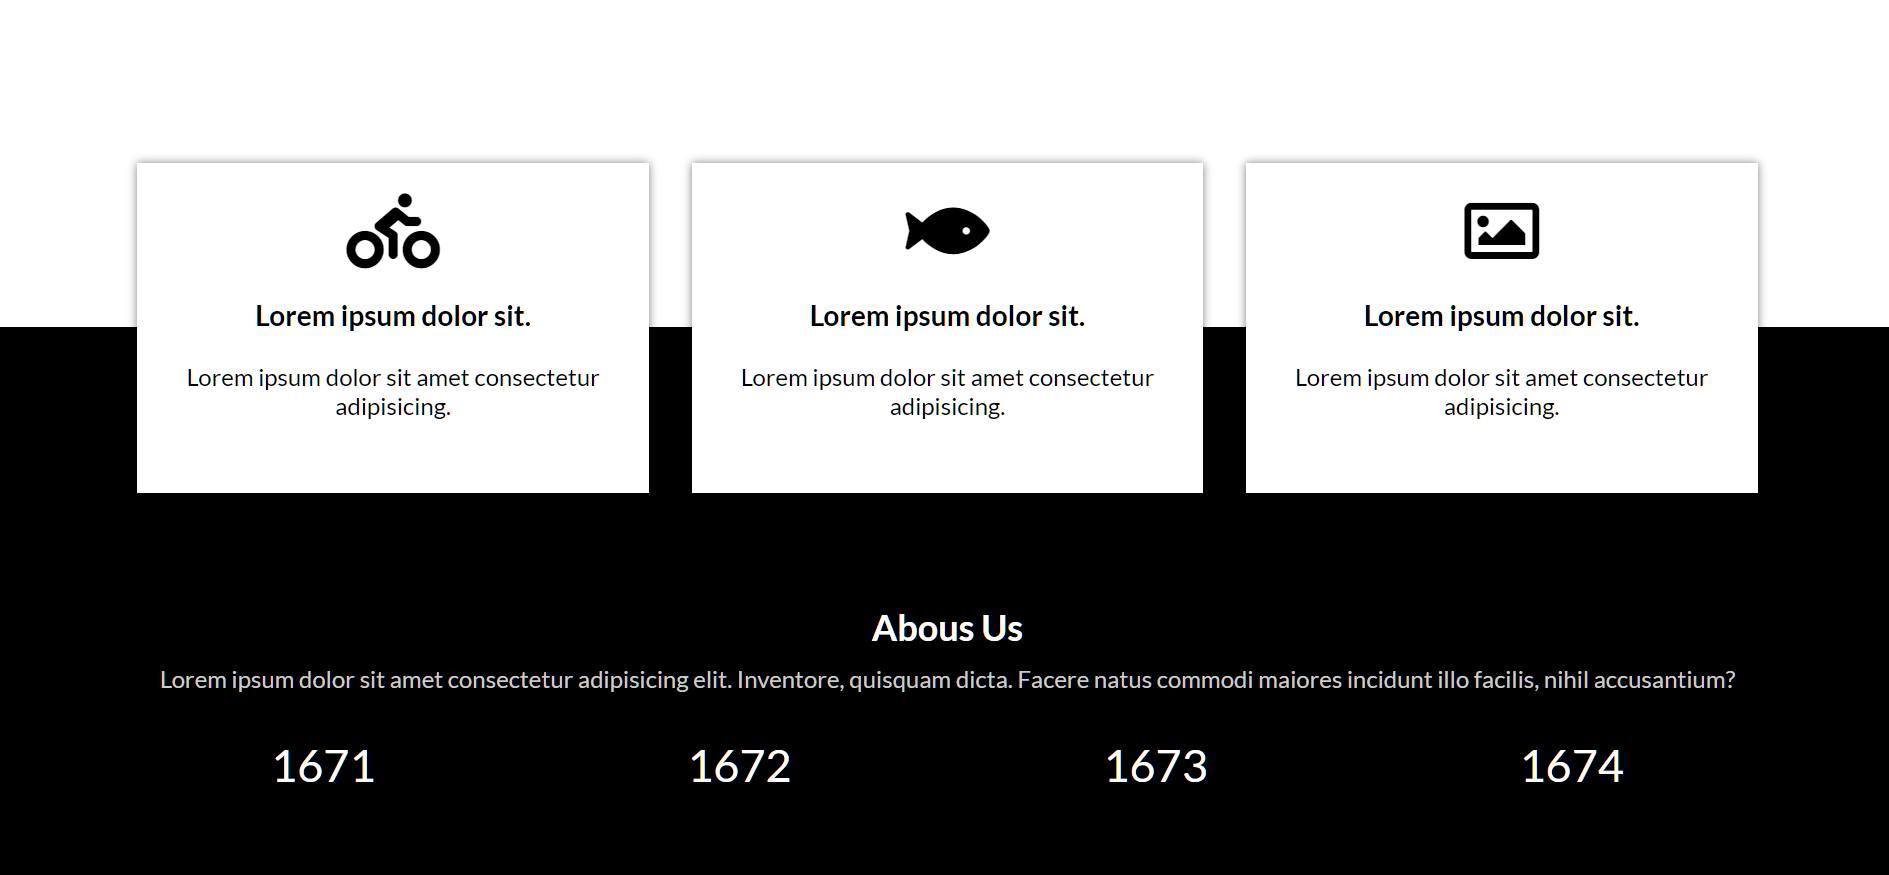 Lorem ipsum dolor sit.
Lorem ipsum dolor sit amet consectetur
adipisicing.
Lorem ipsum dolor sit.
Lorem ipsum dolor sit amet consectetur
adipisicing.
Lorem ipsum dolor sit.
Lorem ipsum dolor sit amet consectetur
adipisicing.
Abous Us
Lorem ipsum dolor sit amet consectetur adipisicing elit. Inventore, quisquam dicta. Facere natus commodi maiores incidunt illo facilis, nihil accusantium?
1671
1672
1673
1674